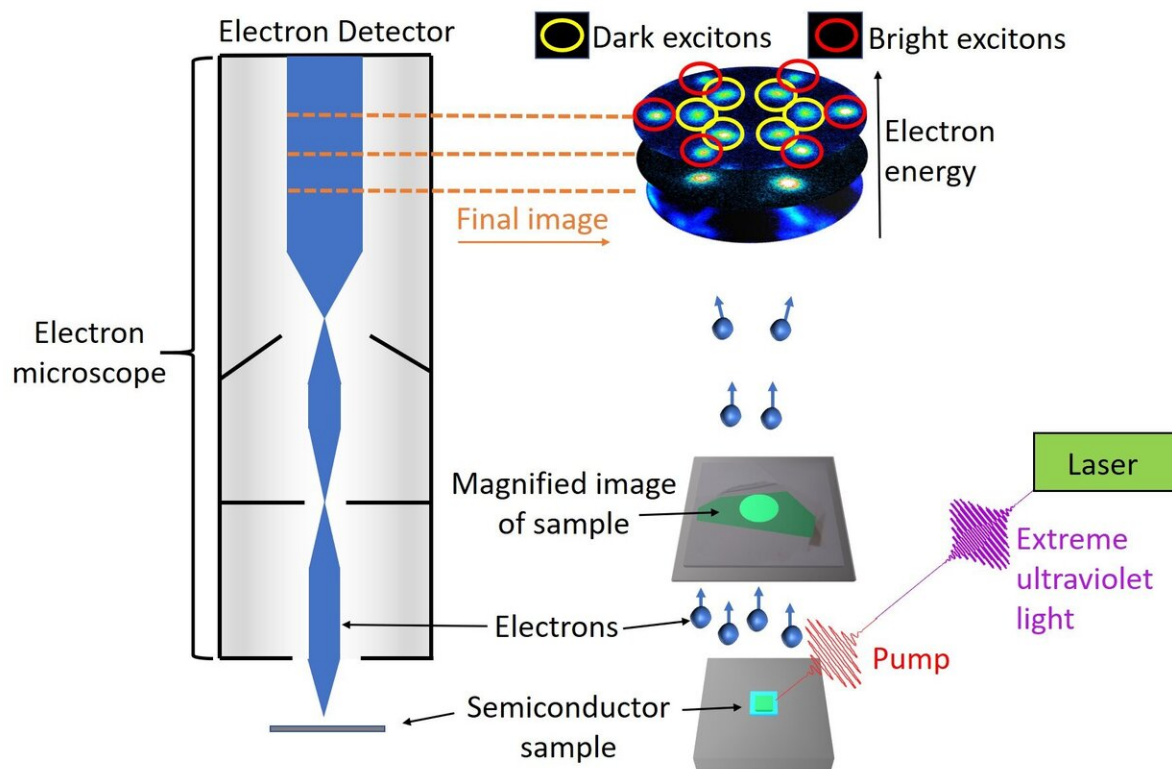 Electron Detector
Dark excitons
Bright excitons
Electron
energy
Final image
Electron
microscope
Magnified image
of sample
Laser
Extreme
ultraviolet
light
Electrons
Pump
Semiconductor
sample